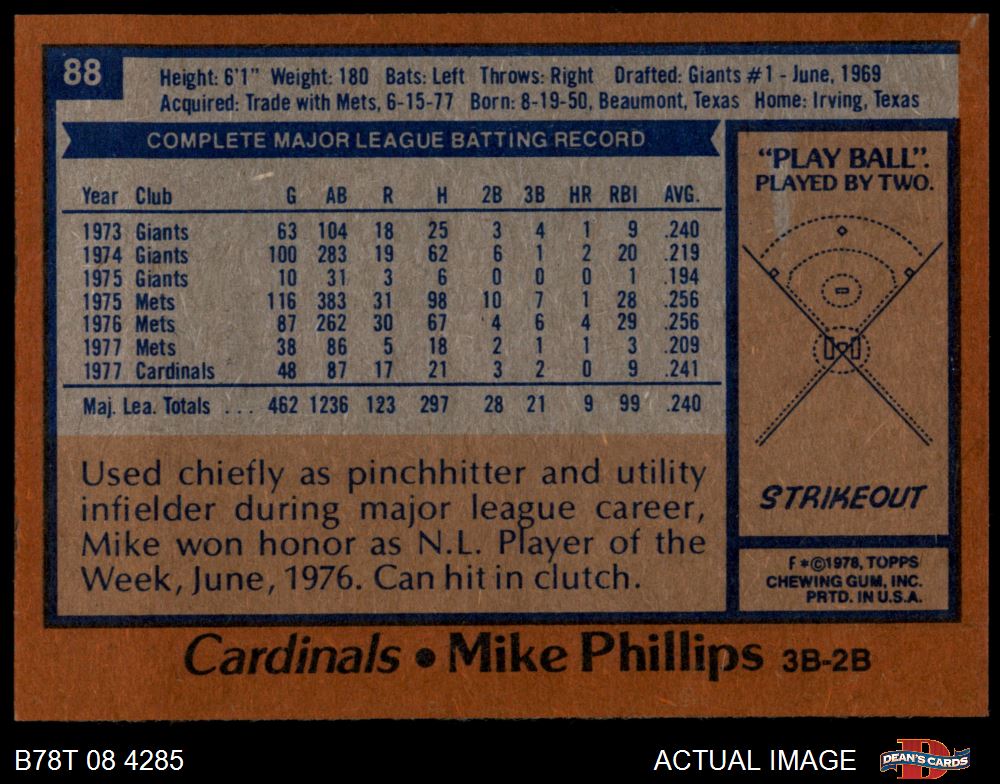 88
Height: 6'1" Weight: 180 Bats: Left Throws: Right Drafted: Giants #1 - June, 1969
Acquired: Trade with Mets, 6-15-77 Born: 8-19-50, Beaumont, Texas Home: Irving, Texas
COMPLETE MAJOR LEAGUE BATTING RECORD
Year Club G AB R H 2B 3B HR RBI AVG.
1973 Giants 63 104 18 25 3 4 1 9 .240
1974 Giants 100 283 19 62 6 1 2 20 .219
1975 Giants 10 31 3 6 0 0 0 1 .194
1975 Mets 116 383 31 98 10 7 1 28 .256
1976 Mets 87 262 30 67 4 6 4 29 .256
1977 Mets 38 86 5 18 2 1 1 3 .209
1977 Cardinals 48 87 17 21 3 2 0 9 .241
Maj. Lea. Totals ... 462 1236 123 297 28 21 9 99 .240
Used chiefly as pinchhitter and utility
infielder during major league career,
Mike won honor as N.L. Player of the
Week, June, 1976. Can hit in clutch.
"PLAY BALL".
PLAYED BY TWO.
STRIKEOUT
F*©1978, TOPPS
CHEWING GUM, INC.
PRTD. IN U.S.A.
Cardinals • Mike Phillips 3B-2B
B78T 08 4285
ACTUAL IMAGE
D
DEAN'S CARDS